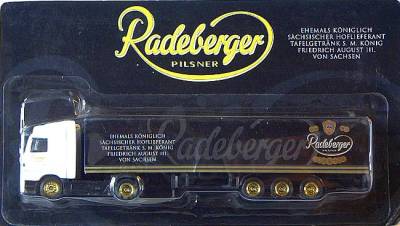 Radeberger
PILSNER
EHEMALS KÖNIGLICH
SÄCHSISCHER HOFLIEFERANT
TAFELGETRÄNK S. M. KÖNIG
FRIEDRICH AUGUST III.
VON SACHSEN
EHEMALS KÖNIGLICH
SÄCHSISCHER HOFLIEFERANT
TAFELGETRÄNK S. M. KÖNIG
FRIEDRICH AUGUST III.
VON SACHSEN
Radeberger
Radeberger